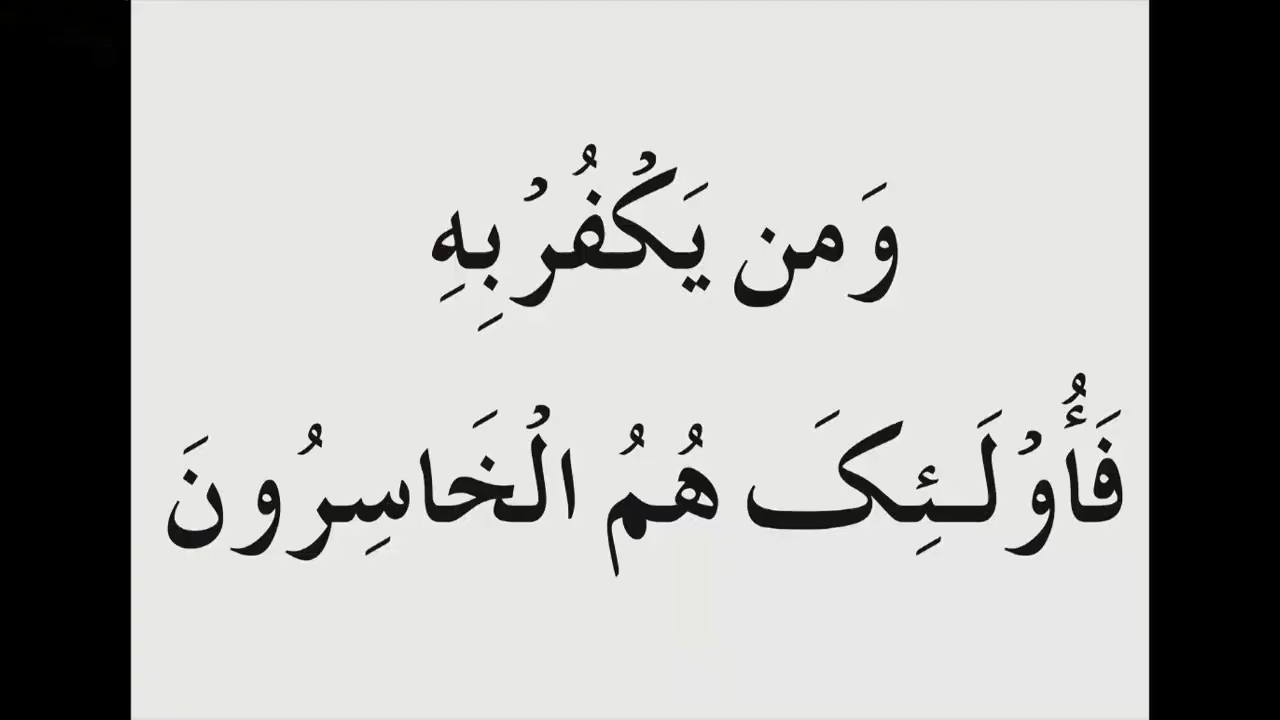 وَمن يَكْفُرْ بِهِ
فَأُوْلَـئِكَ هُمُ الْخَاسِرُونَ